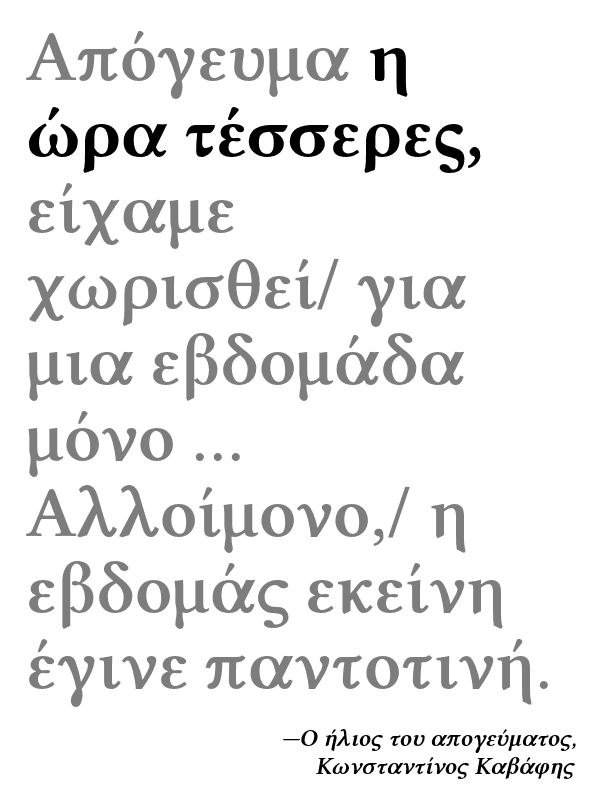 Απόγευμα η
ώρα τέσσερες,
είχαμε
χωρισθεί/ για
μια εβδομάδα
μόνο ...
Αλλοίμονο,/ η
εβδομάς εκείνη
έγινε παντοτινή.
—Ο ήλιος του απογεύματος,
Κωνσταντίνος Καβάφης